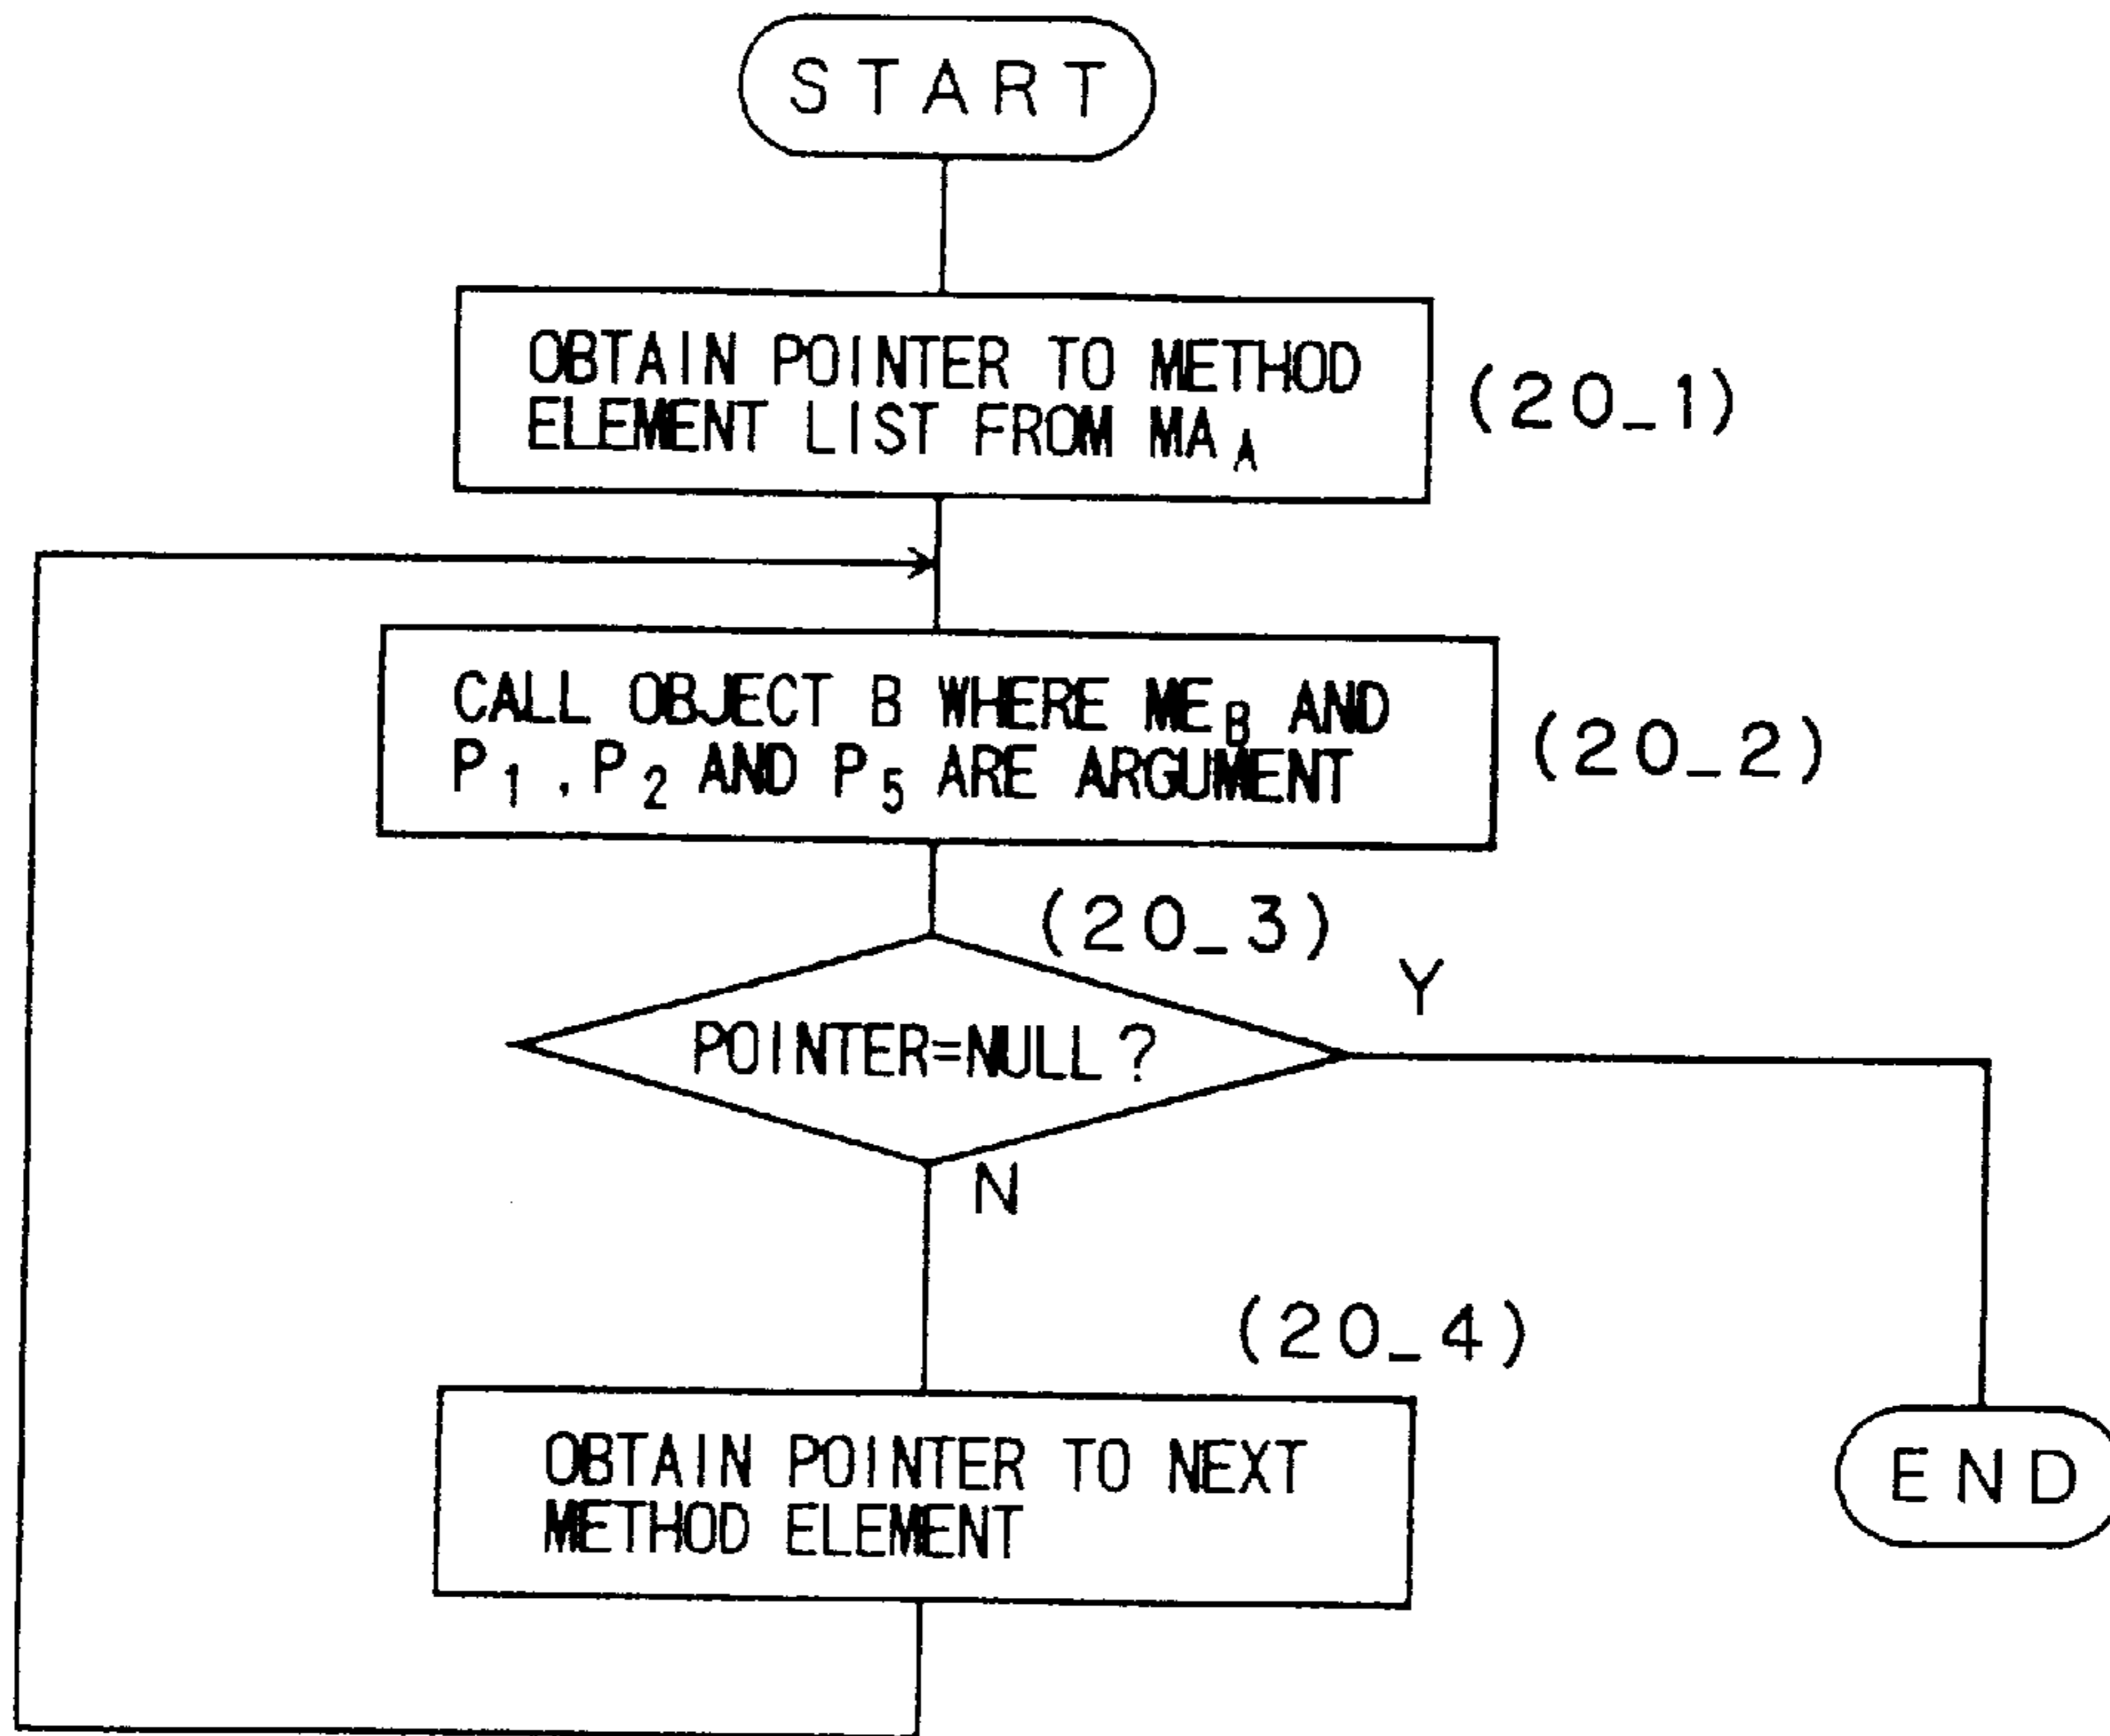 START
OBTAIN POINTER TO METHOD
ELEMENT LIST FROM MA A
(20_1)
CALL OBJECT B WHERE ME B AND
P 1 , P 2 AND P 5 ARE ARGUMENT
(20_2)
(20_3)
Y
POINTER=NULL?
N
(20_4)
OBTAIN POINTER TO NEXT
METHOD ELEMENT
END